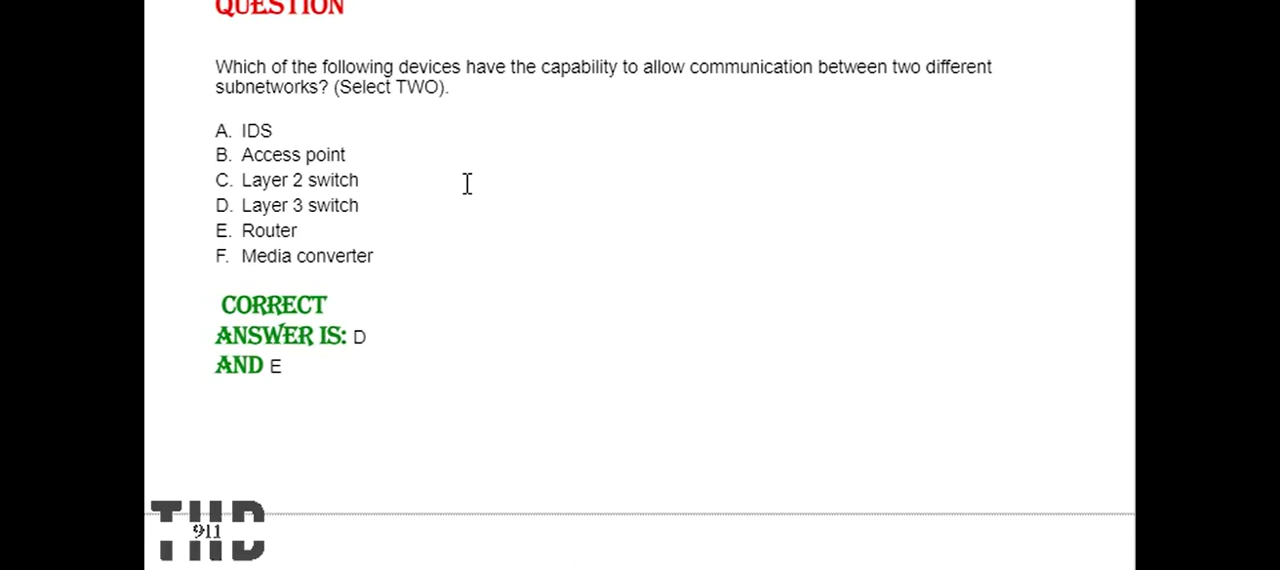 QUESTION
Which of the following devices have the capability to allow communication between two different
subnetworks? (Select TWO).
A. IDS
B. Access point
C. Layer 2 switch
D. Layer 3 switch
E. Router
F. Media converter
CORRECT
ANSWER IS: D
AND E
THD
911